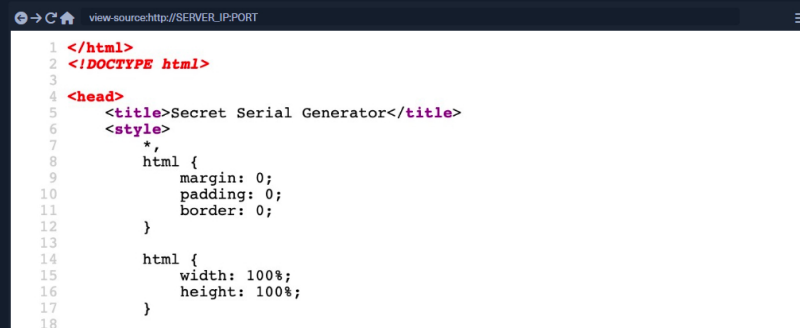 view-source:http://SERVER_IP:PORT
1 </html>
2 <!DOCTYPE html>
3
4 <head>
5     <title>Secret Serial Generator</title>
6     <style>
7         *,
8         html {
9             margin: 0;
10             padding: 0;
11             border: 0;
12         }
13
14         html {
15             width: 100%;
16             height: 100%;
17         }
18